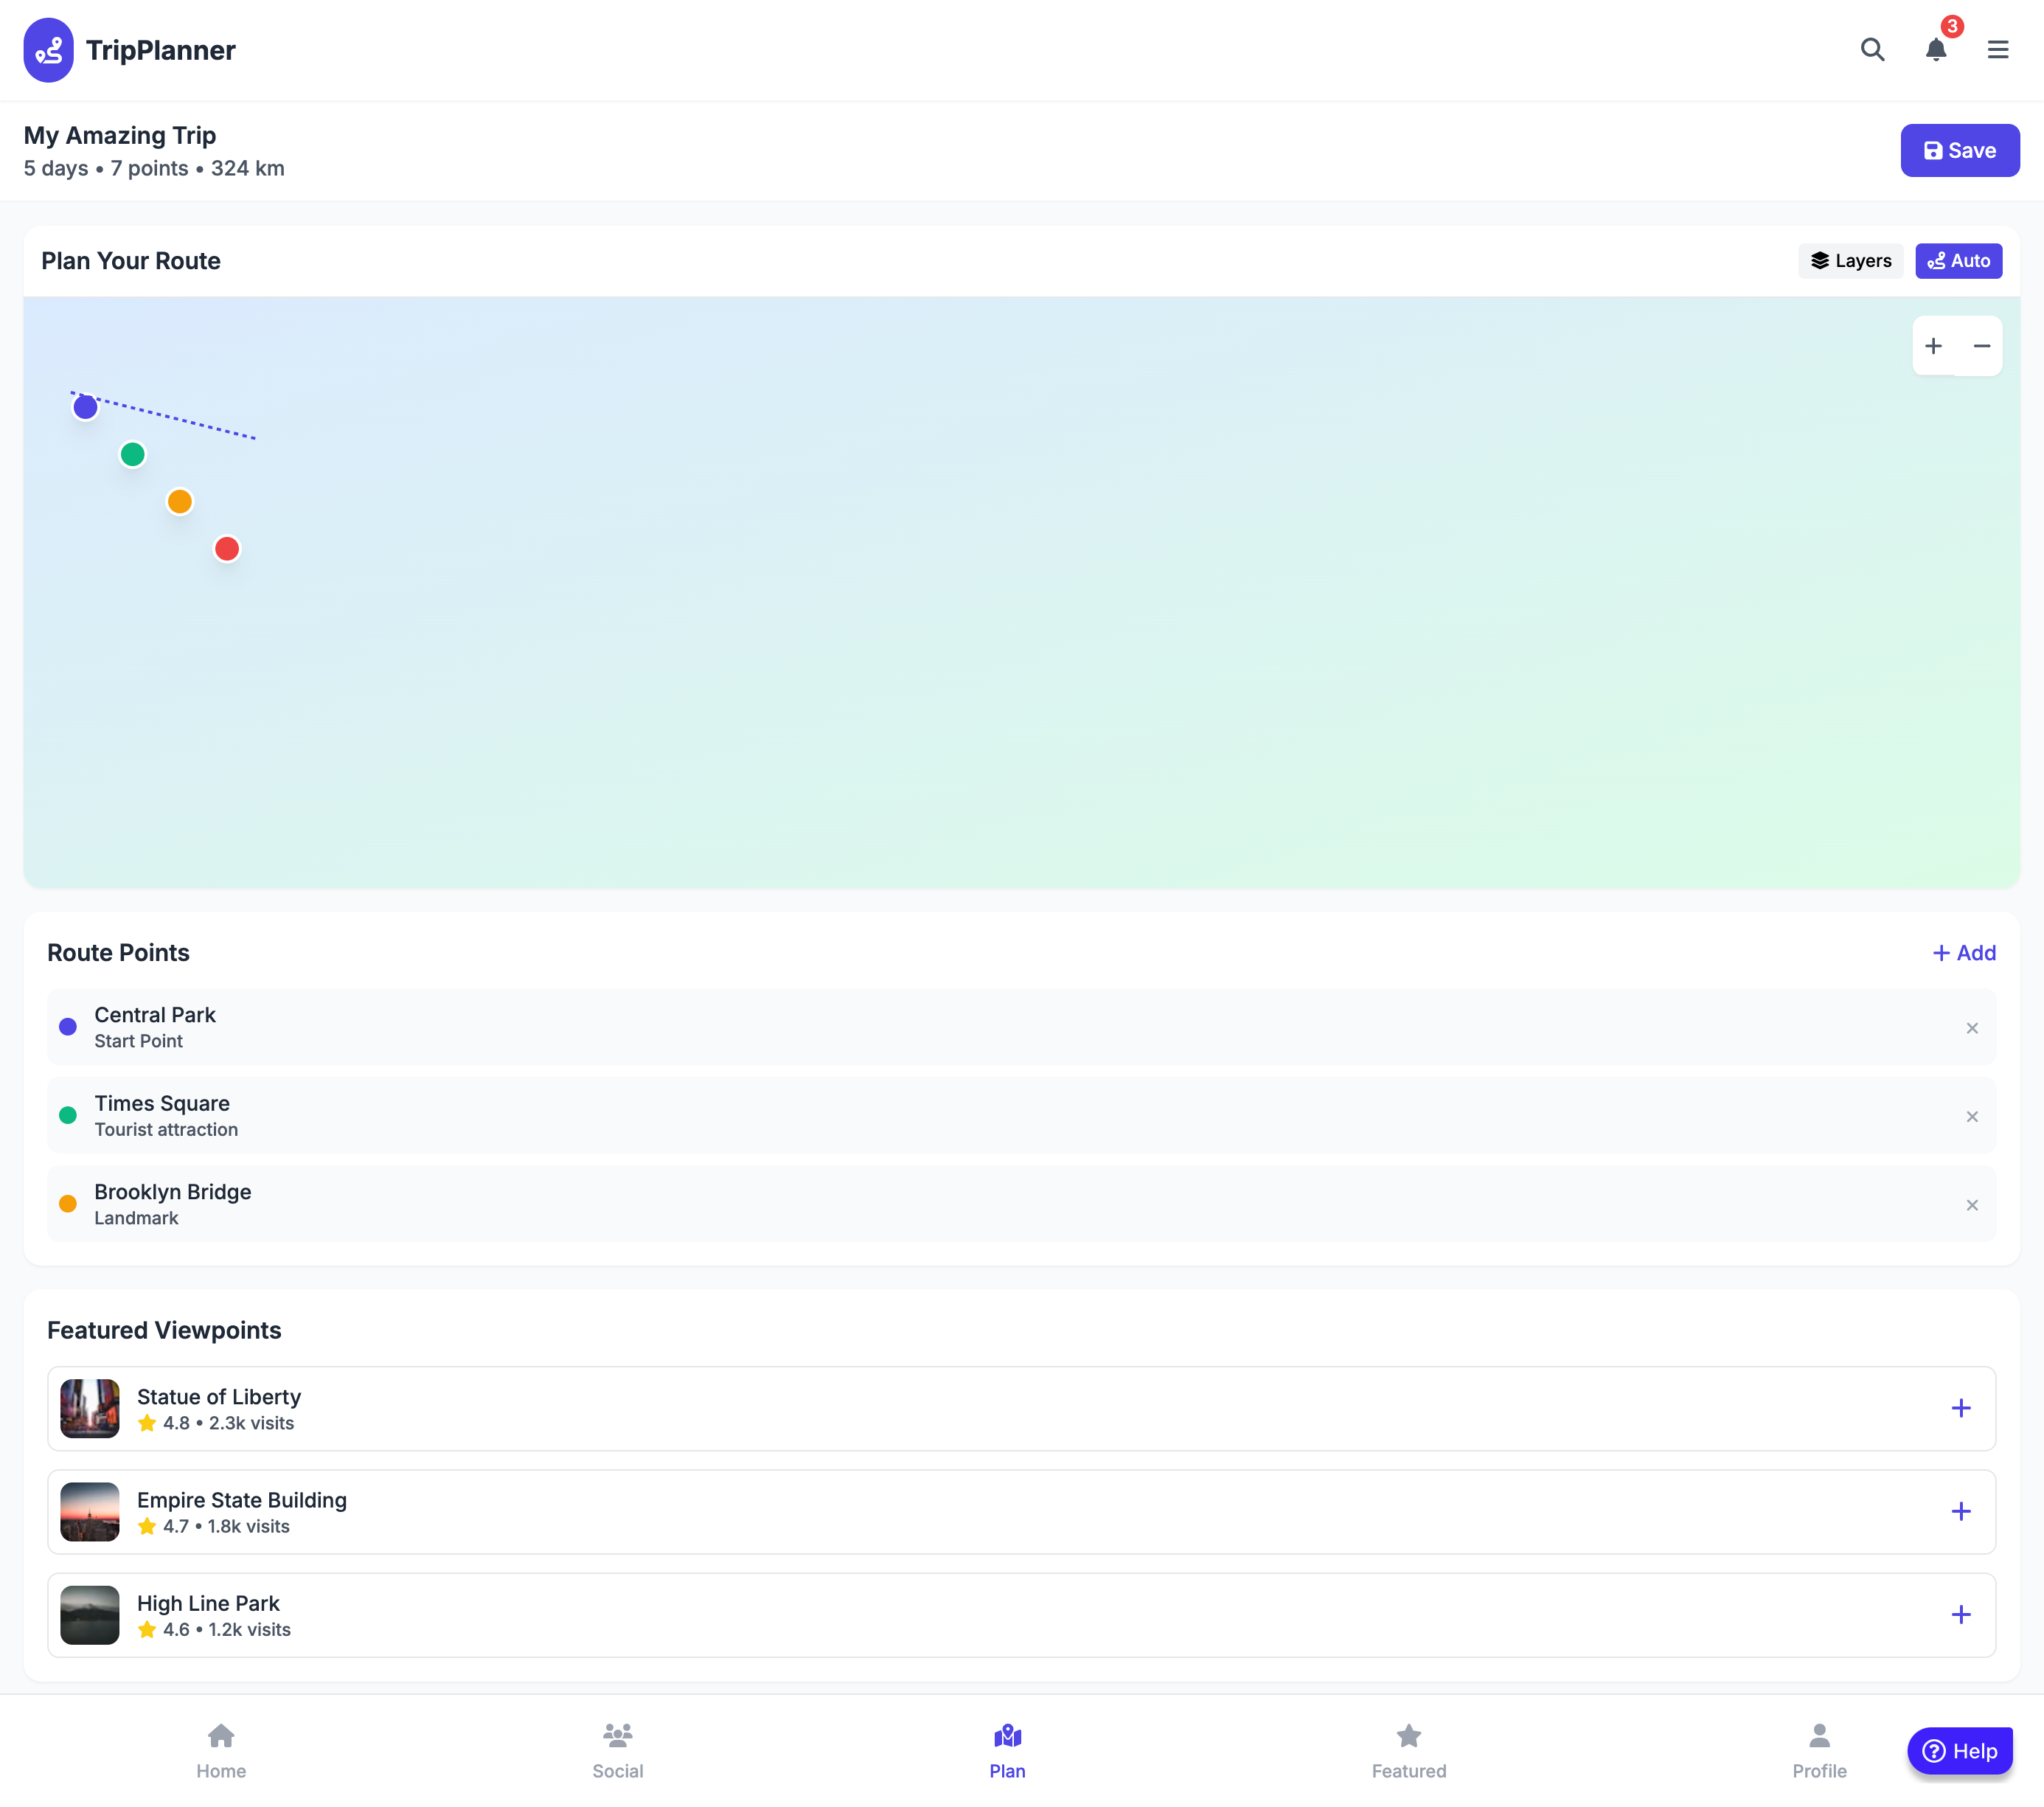 TripPlanner
3
My Amazing Trip
5 days • 7 points • 324 km
Save
Plan Your Route
Layers
Auto
Route Points
+ Add
Central Park
Start Point
Times Square
Tourist attraction
Brooklyn Bridge
Landmark
Featured Viewpoints
Statue of Liberty
4.8 • 2.3k visits
Empire State Building
4.7 • 1.8k visits
High Line Park
4.6 • 1.2k visits
Home
Social
Plan
Featured
Profile
Help